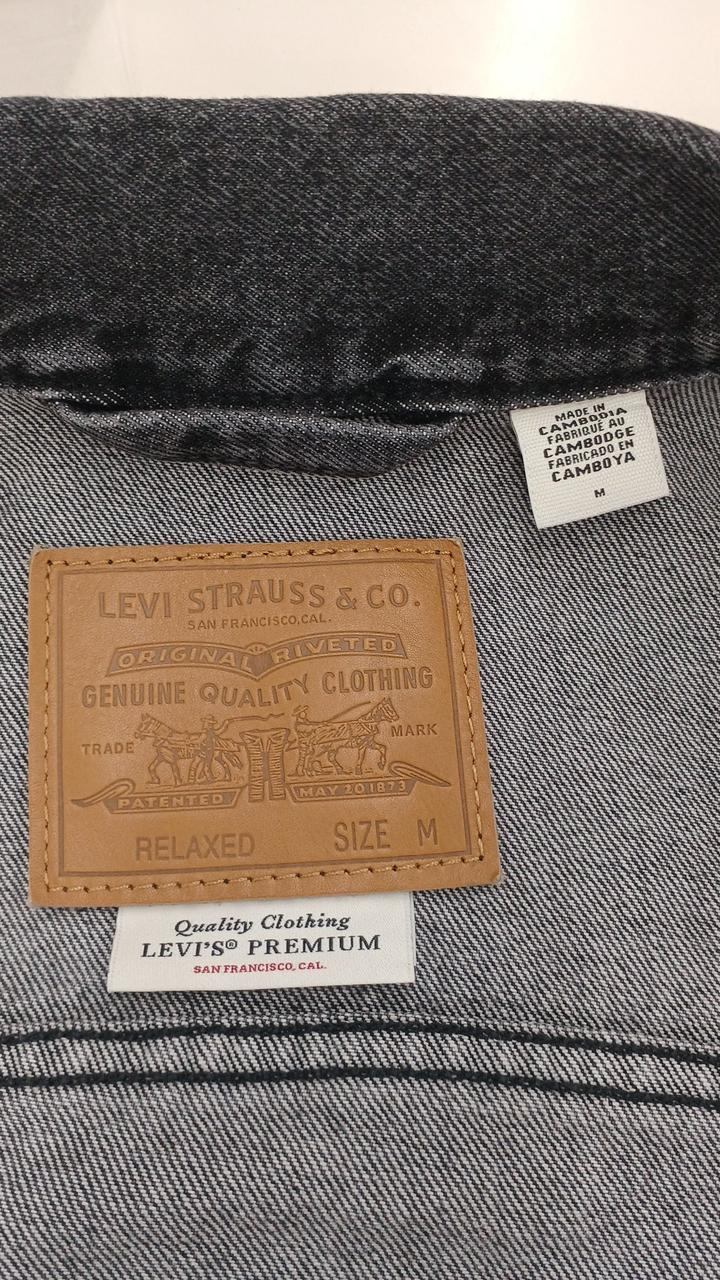 MADE IN
CAMBODIA
FABRIQUÉ AU
CAMBODGE
FABRICADO EN
CAMBOYA
M
LEVI STRAUSS & CO.
SAN FRANCISCO, CAL.
ORIGINAL RIVETED
GENUINE QUALITY CLOTHING
TRADE MARK
PATENTED MAY 20 1873
RELAXED SIZE M
Quality Clothing
LEVI'S® PREMIUM
SAN FRANCISCO, CAL.